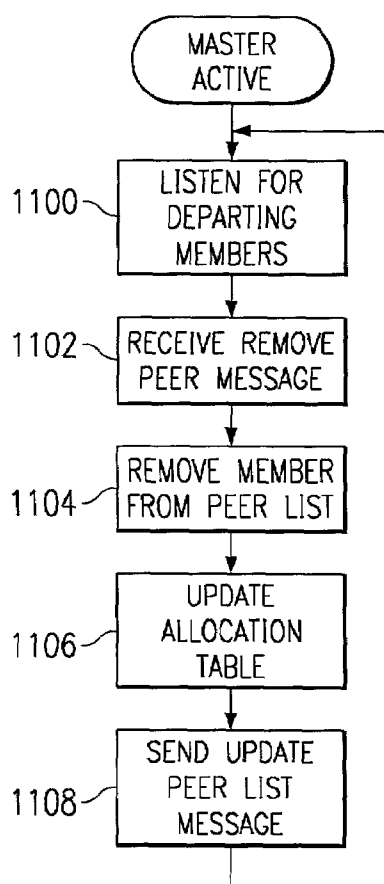 MASTER
ACTIVE
1100
LISTEN FOR
DEPARTING
MEMBERS
1102
RECEIVE REMOVE
PEER MESSAGE
1104
REMOVE MEMBER
FROM PEER LIST
1106
UPDATE
ALLOCATION
TABLE
1108
SEND UPDATE
PEER LIST
MESSAGE